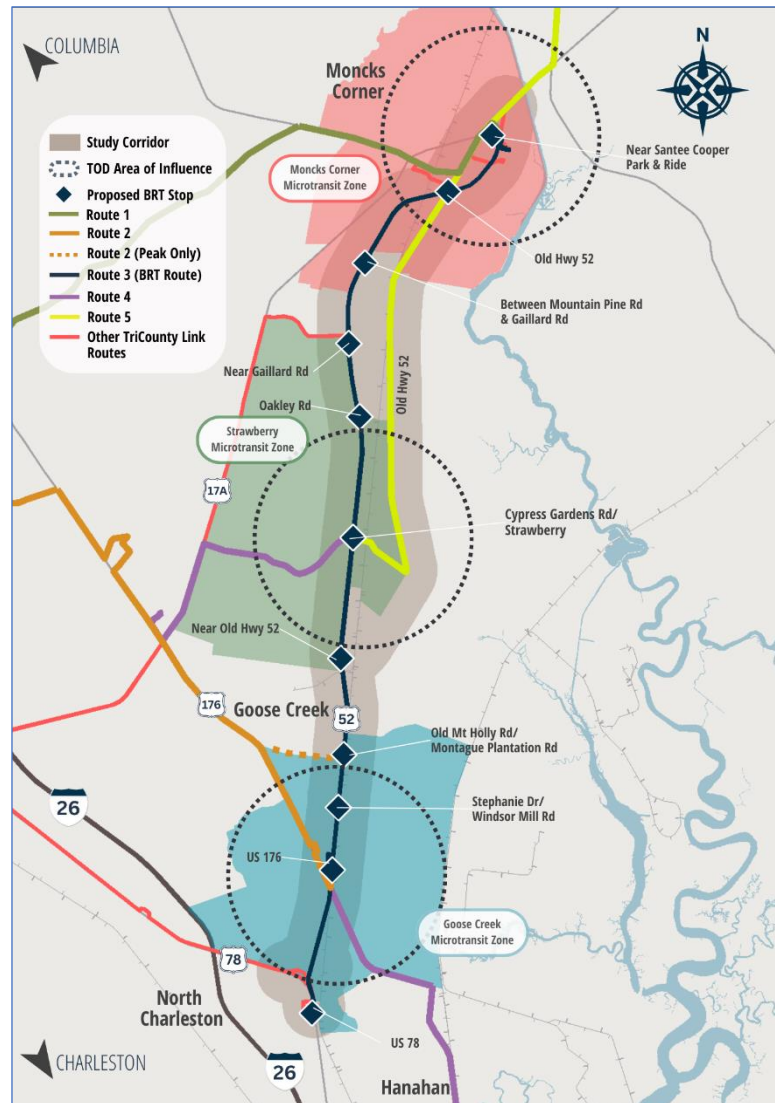 COLUMBIA
Moncks
Corner
N
Study Corridor
TOD Area of Influence
Proposed BRT Stop
Route 1
Route 2
Route 2 (Peak Only)
Route 3 (BRT Route)
Route 4
Route 5
Other TriCounty Link
Routes
Moncks Corner
Microtransit Zone
Near Santee Cooper
Park & Ride
Old Hwy 52
Between Mountain Pine Rd
& Gaillard Rd
Near Gaillard Rd
Old Hwy 52
Oakley Rd
Strawberry
Microtransit Zone
17A
Cypress Gardens Rd/
Strawberry
Near Old Hwy 52
176
Goose Creek
52
Old Mt Holly Rd/
Montague Plantation Rd
26
Stephanie Dr/
Windsor Mill Rd
US 176
Goose Creek
Microtransit Zone
78
North
Charleston
US 78
CHARLESTON
26
Hanahan